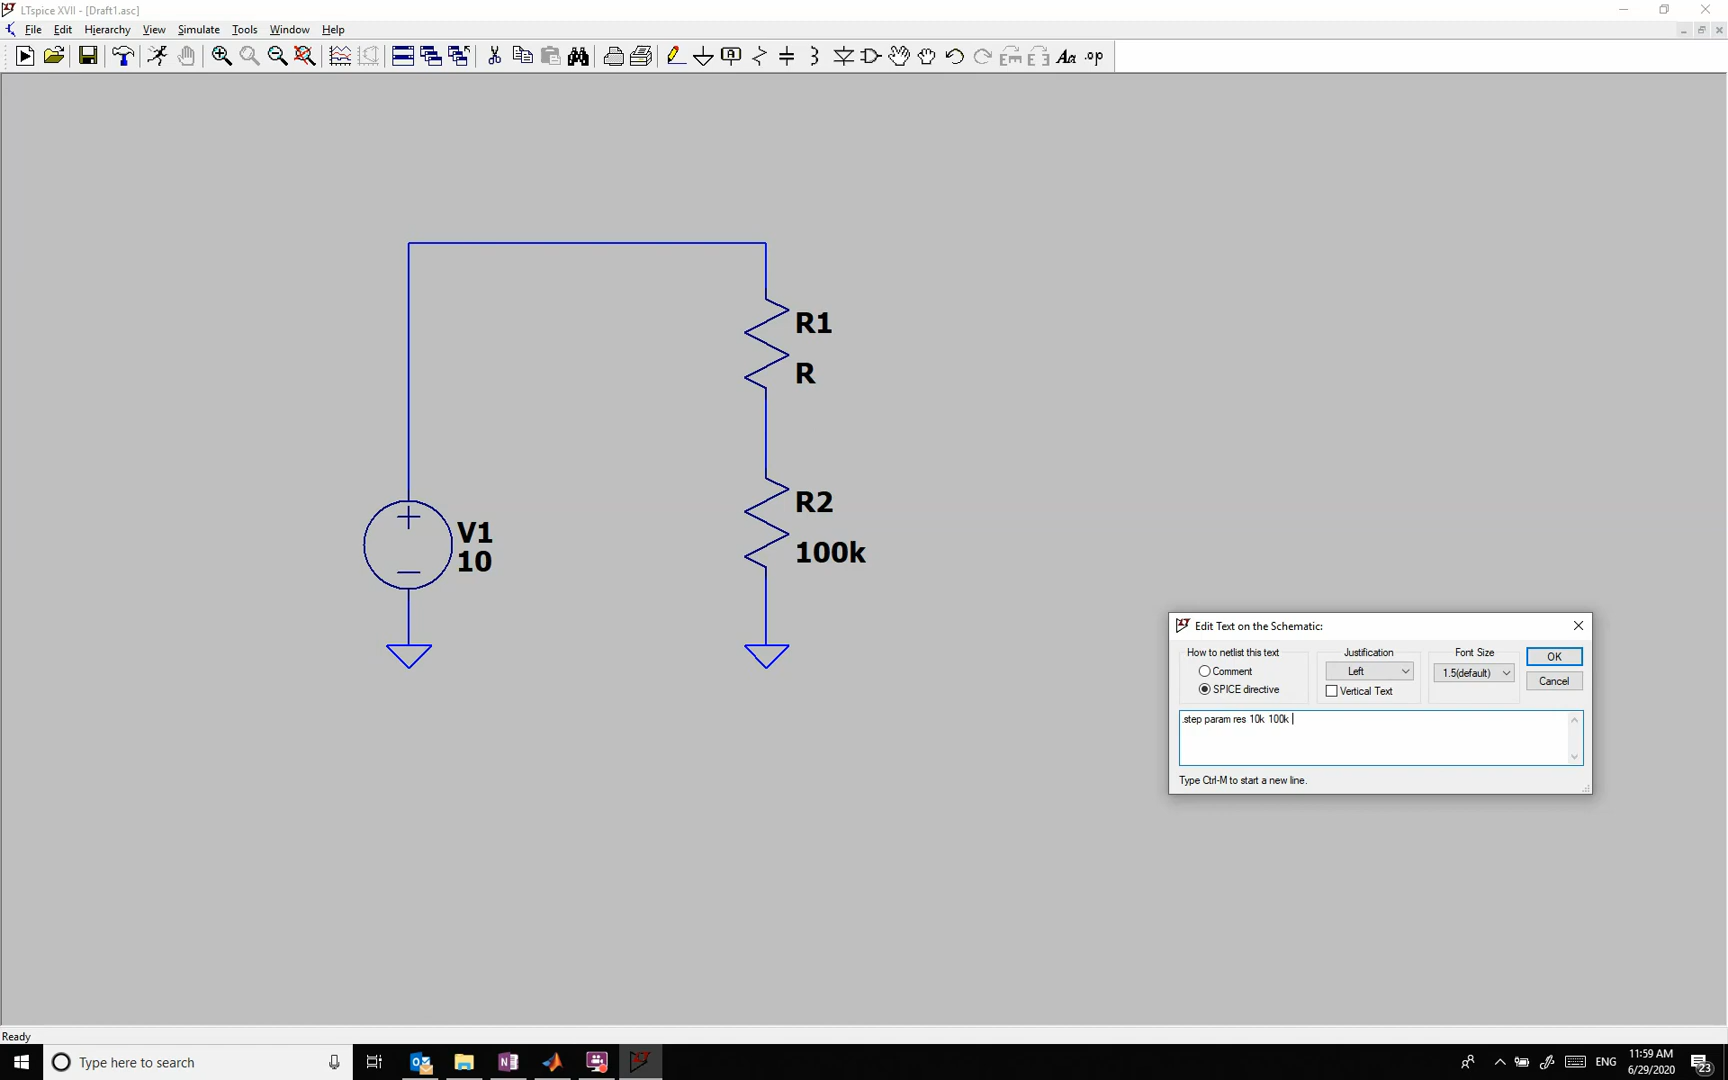 LTspice XVII - [Draft1.asc]
File Edit Hierarchy View Simulate Tools Window Help
A Aa .op
R1
R
R2
100k
V1
10
Edit Text on the Schematic:
How to netlist this text
Comment
SPICE directive
Justification
Left
Vertical Text
Font Size
1.5(default)
OK
Cancel
.step param res 10k 100k
Type Ctrl-M to start a new line.
Ready
Type here to search
ENG
11:59 AM
6/29/2020
23